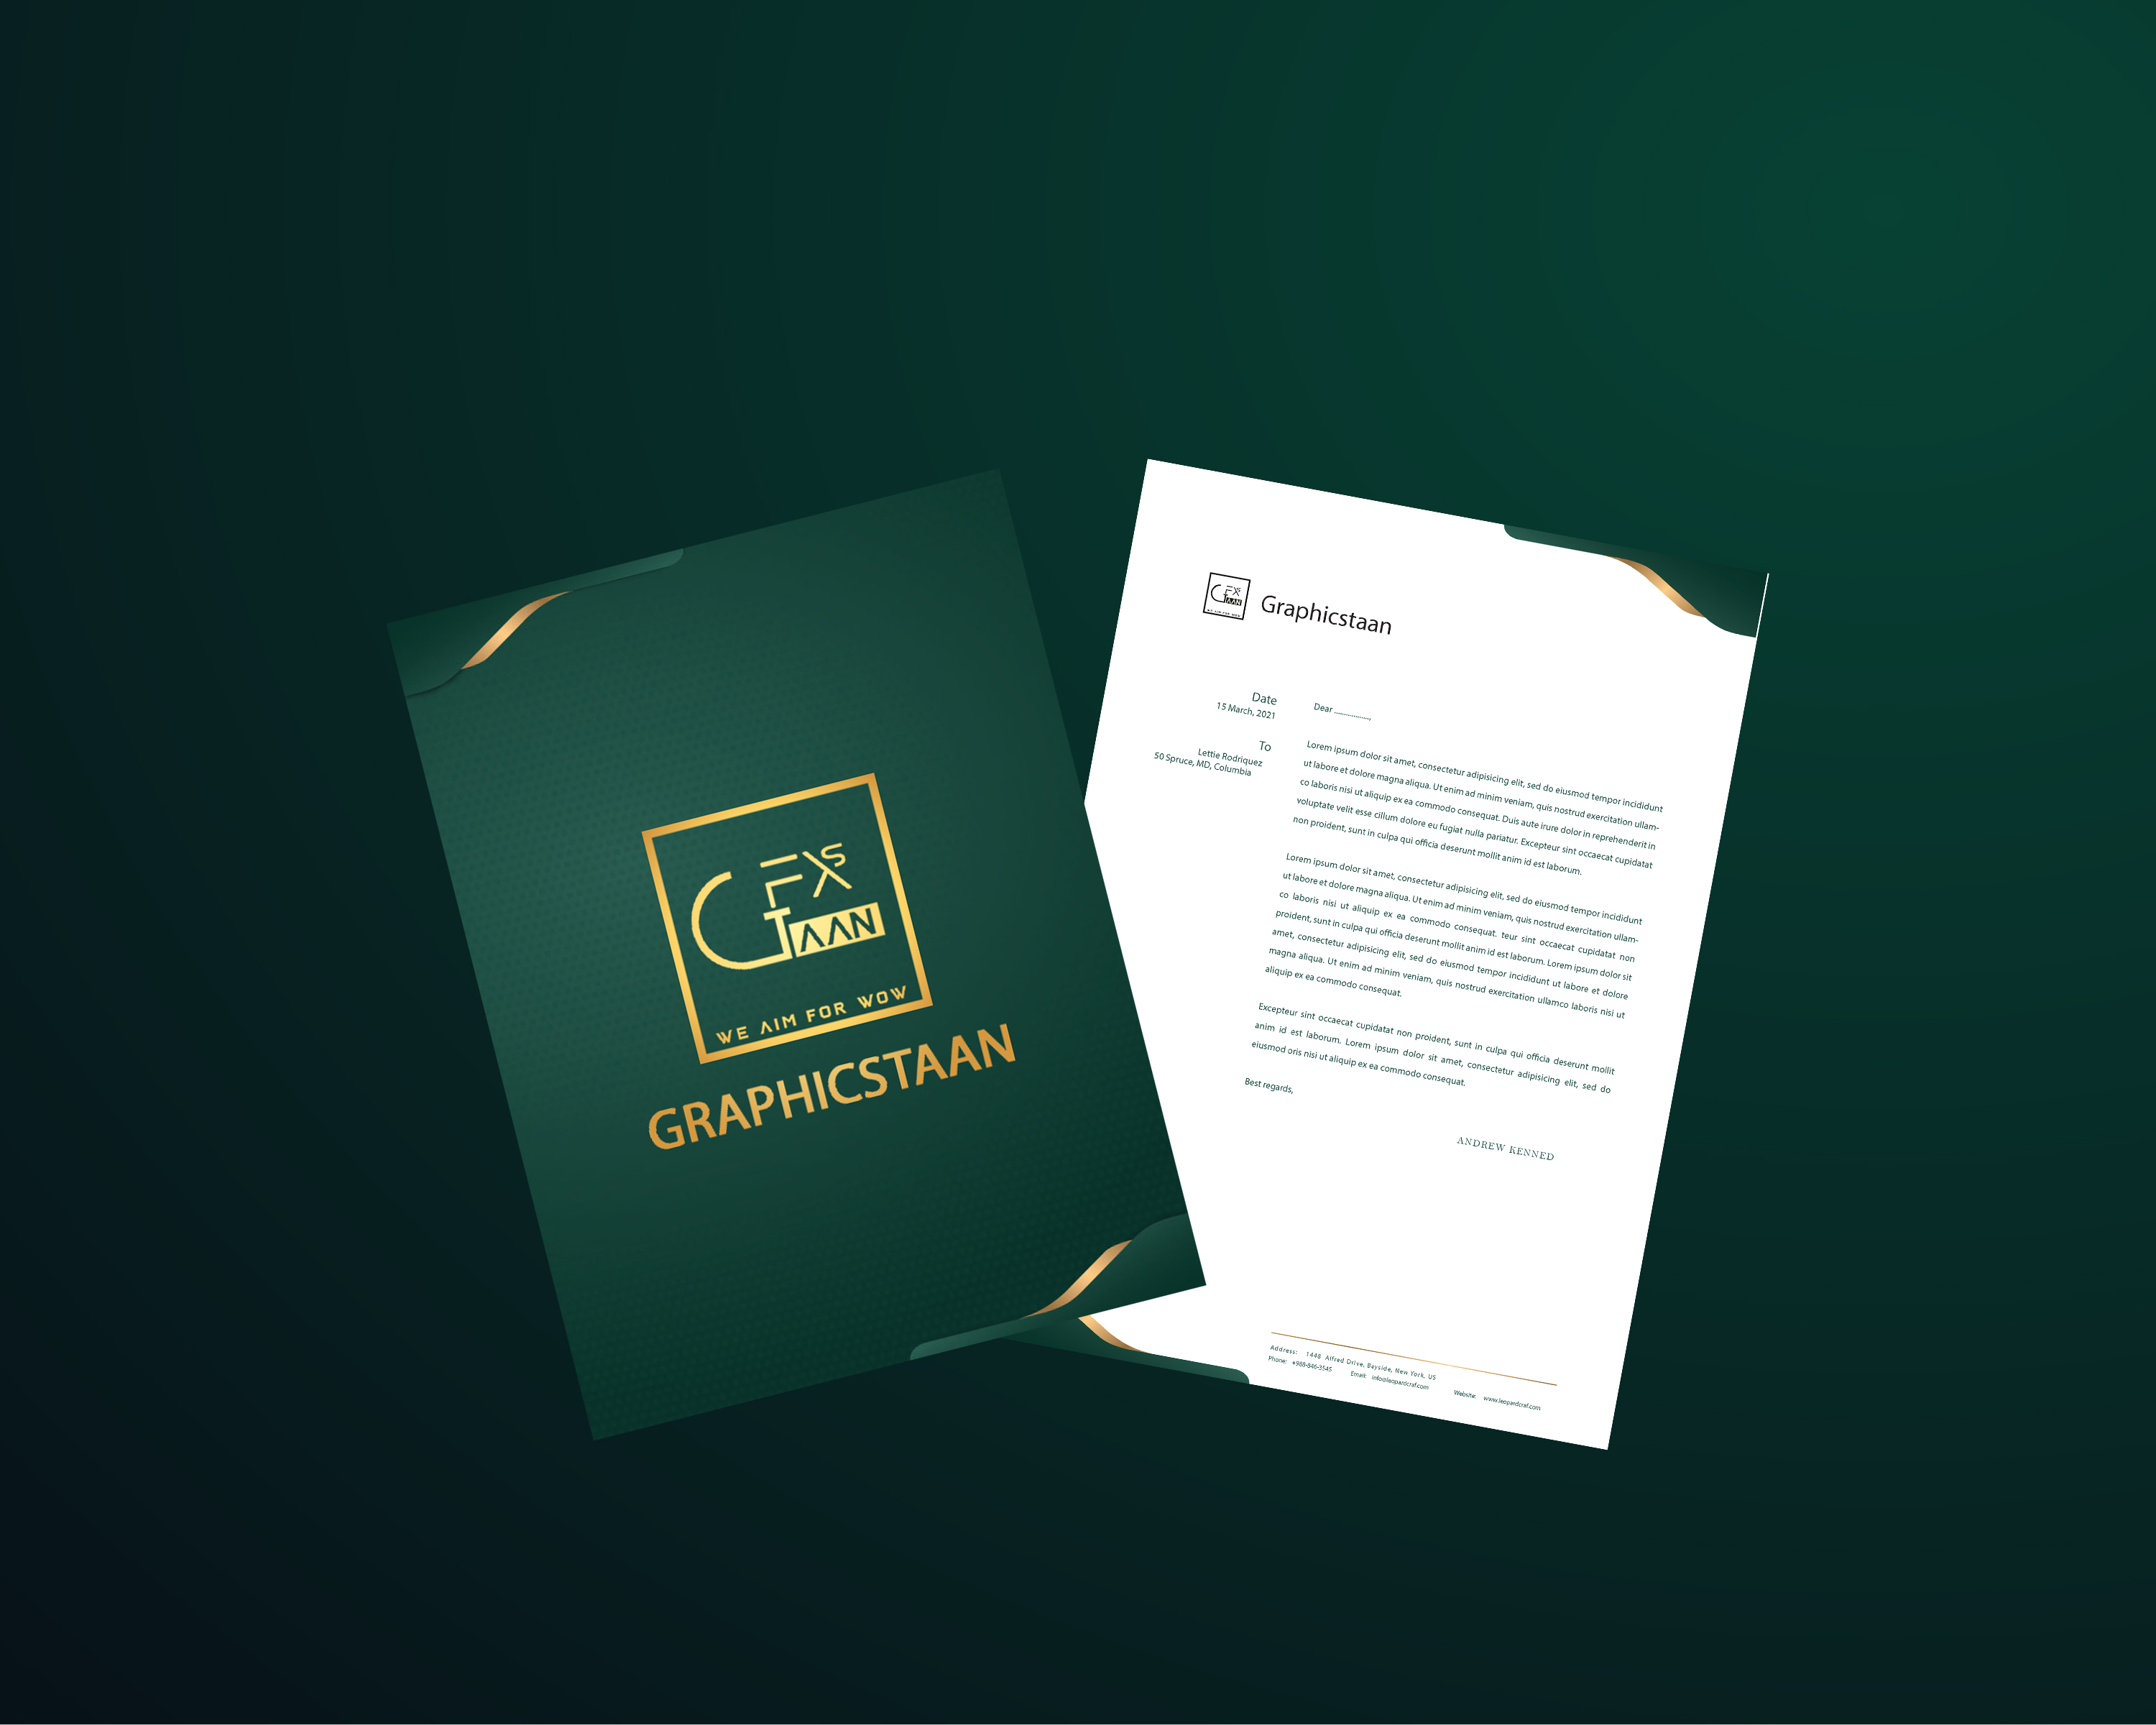 GFXS
TAAN
WE AIM FOR WOW
GRAPHICSTAAN
GFXS
TAAN
WE AIM FOR WOW
Graphicstaan
Date
15 March, 2021
To
Lettie Rodriquez
50 Spruce, MD, Columbia
Dear ................,
Lorem ipsum dolor sit amet, consectetur adipisicing elit, sed do eiusmod tempor incididunt
ut labore et dolore magna aliqua. Ut enim ad minim veniam, quis nostrud exercitation ullam-
co laboris nisi ut aliquip ex ea commodo consequat. Duis aute irure dolor in reprehenderit in
voluptate velit esse cillum dolore eu fugiat nulla pariatur. Excepteur sint occaecat cupidatat
non proident, sunt in culpa qui officia deserunt mollit anim id est laborum.
Lorem ipsum dolor sit amet, consectetur adipisicing elit, sed do eiusmod tempor incididunt
ut labore et dolore magna aliqua. Ut enim ad minim veniam, quis nostrud exercitation ullam-
co laboris nisi ut aliquip ex ea commodo consequat. teur sint occaecat cupidatat non
proident, sunt in culpa qui officia deserunt mollit anim id est laborum. Lorem ipsum dolor sit
amet, consectetur adipisicing elit, sed do eiusmod tempor incididunt ut labore et dolore
magna aliqua. Ut enim ad minim veniam, quis nostrud exercitation ullamco laboris nisi ut
aliquip ex ea commodo consequat.
Excepteur sint occaecat cupidatat non proident, sunt in culpa qui officia deserunt mollit
anim id est laborum. Lorem ipsum dolor sit amet, consectetur adipisicing elit, sed do
eiusmod oris nisi ut aliquip ex ea commodo consequat.
Best regards,
ANDREW KENNED
Address: 1448 Alfred Drive, Bayside, New York, US
Phone: +988-846-3545 Email: info@leopardcraf.com Website: www.leopardcraf.com